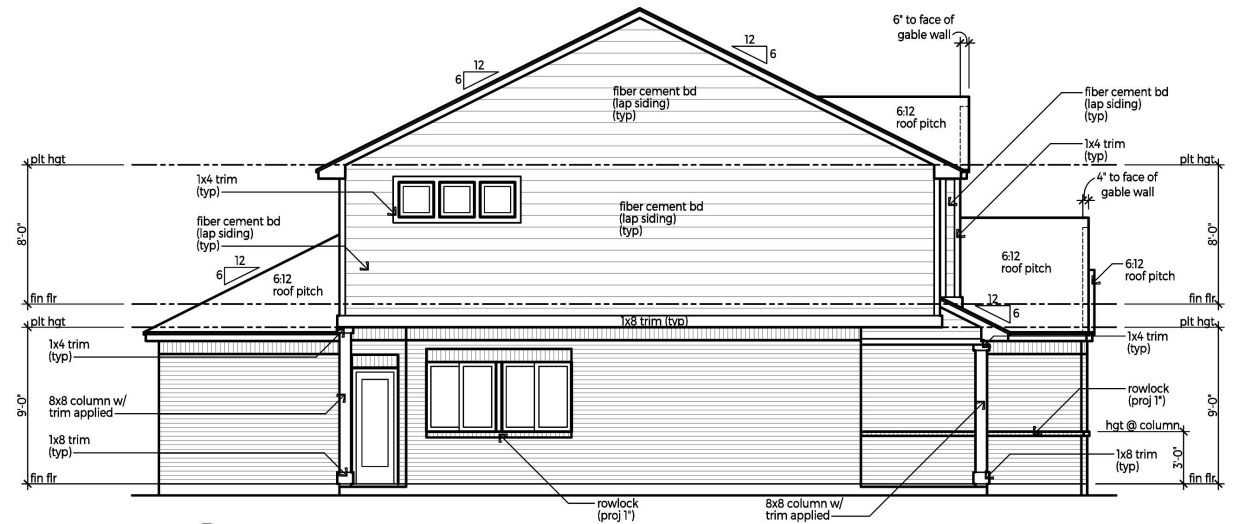 6" to face of
gable wall
12
6
12
6
fiber cement bd
(lap siding)
(typ)
fiber cement bd
(lap siding)
(typ)
6:12
roof pitch
1x4 trim
(typ)
plt hgt
plt hgt
1x4 trim
(typ)
4" to face of
gable wall
fiber cement bd
(lap siding)
(typ)
fiber cement bd
(lap siding)
(typ)
8'-0"
8'-0"
12
6
6:12
roof pitch
6:12
roof pitch
6:12
roof pitch
12
6
fin flr
fin flr
plt hgt
plt hgt
1x8 trim (typ)
1x4 trim
(typ)
1x4 trim
(typ)
9'-0"
9'-0"
8x8 column w/
trim applied
rowlock
(proj 1")
hgt @ column
1x8 trim
(typ)
3'-0"
1x8 trim
(typ)
fin flr
fin flr
rowlock
(proj 1")
8x8 column w/
trim applied